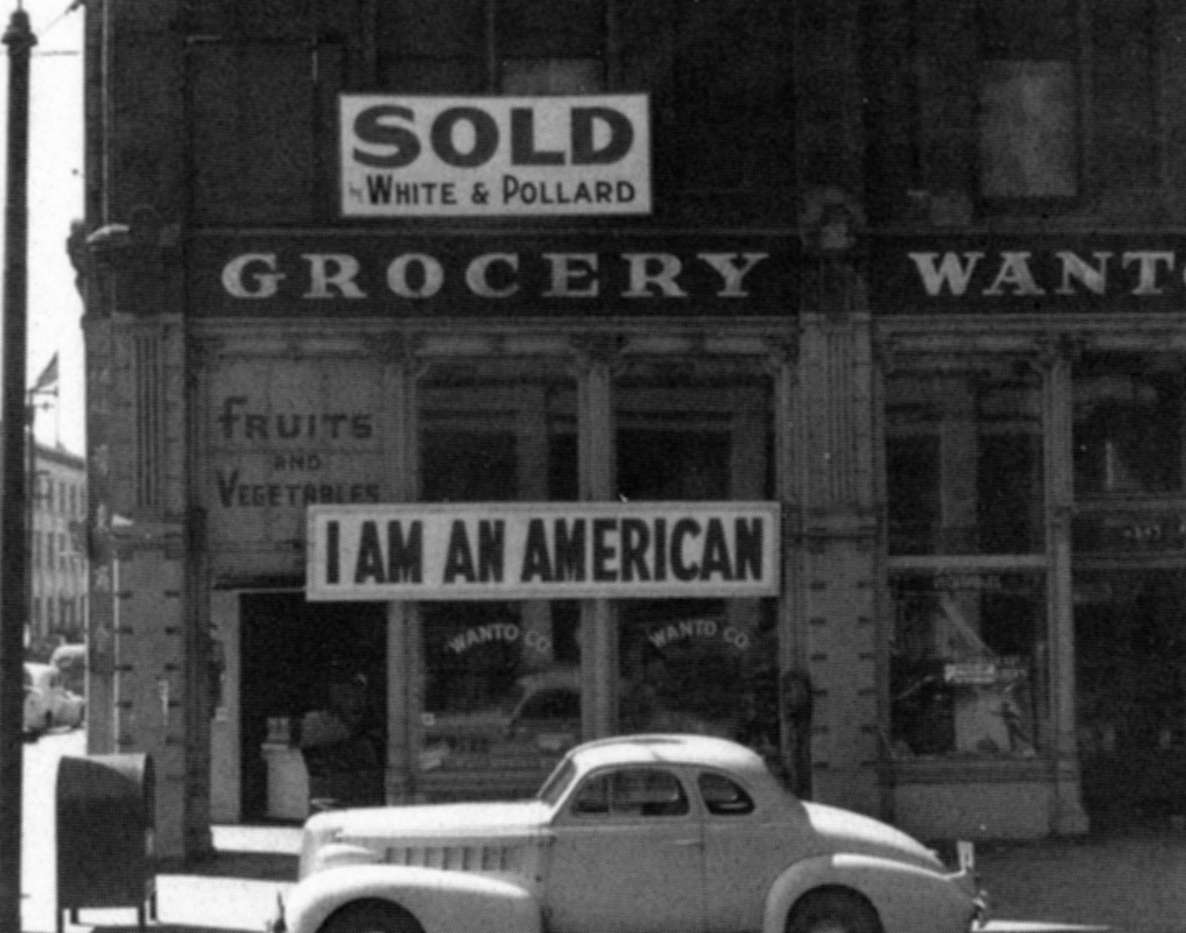 SOLD
by WHITE & POLLARD
GROCERY
WANTO
FRUITS
AND
VEGETABLES
I AM AN AMERICAN
WANTO CO.
WANTO CO.